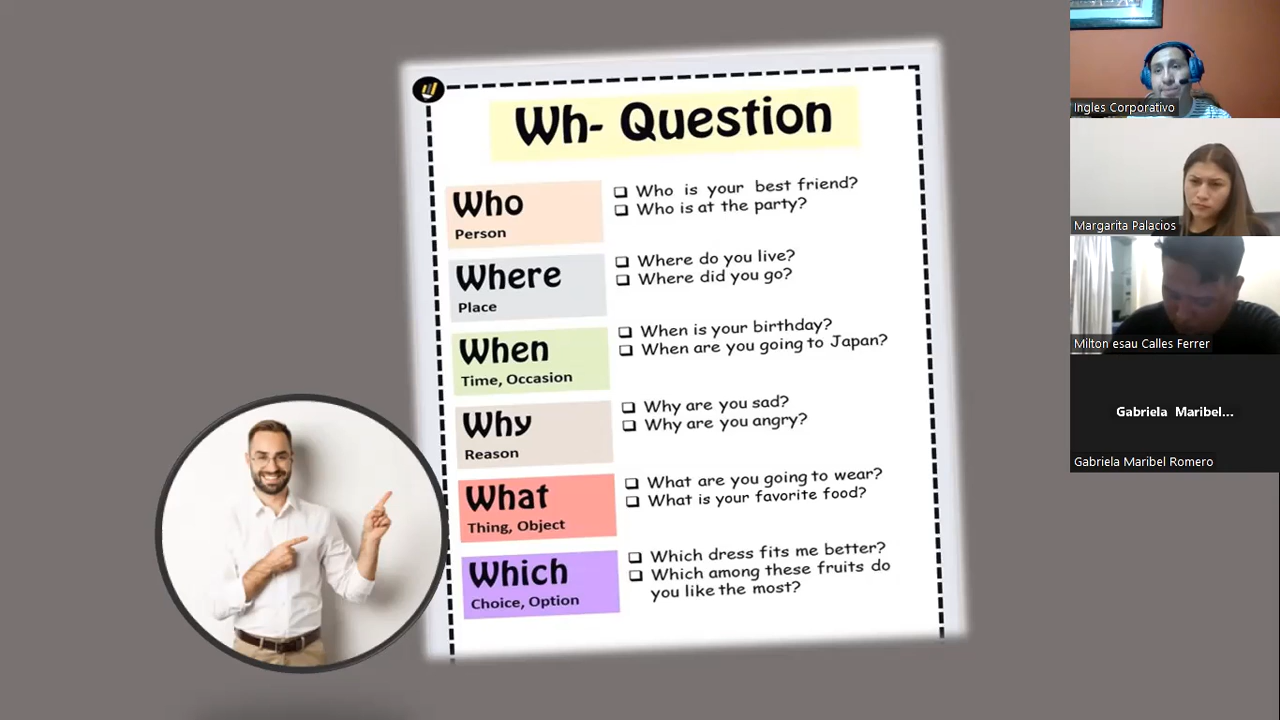 Wh- Question
Who
Person
Who is your best friend?
Who is at the party?
Where
Place
Where do you live?
Where did you go?
When
Time, Occasion
When is your birthday?
When are you going to Japan?
Why
Reason
Why are you sad?
Why are you angry?
What
Thing, Object
What are you going to wear?
What is your favorite food?
Which
Choice, Option
Which dress fits me better?
Which among these fruits do
you like the most?
Ingles Corporativo
Margarita Palacios
Milton esau Calles Ferrer
Gabriela Maribel...
Gabriela Maribel Romero